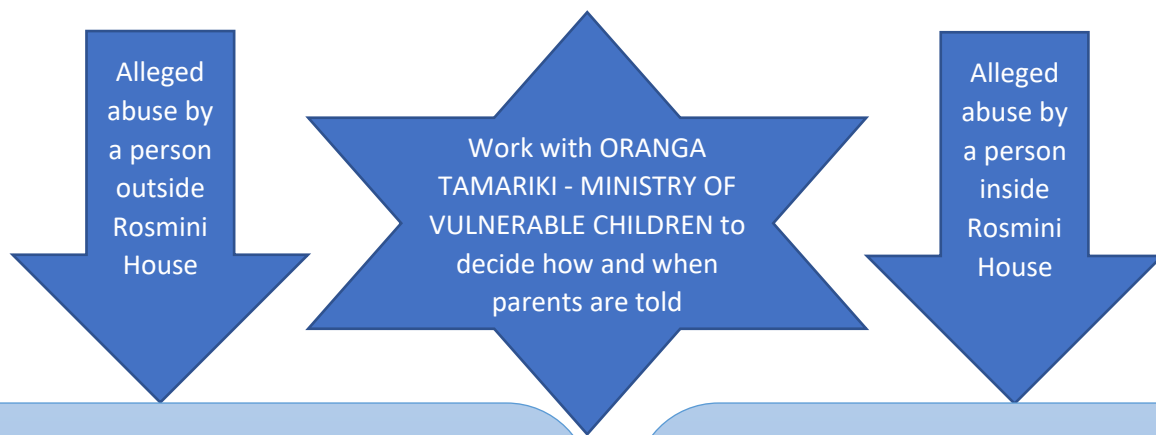 Alleged
abuse by
a person
outside
Rosmini
House
Work with ORANGA
TAMARIKI - MINISTRY OF
VULNERABLE CHILDREN to
decide how and when
parents are told
Alleged
abuse by
a person
inside
Rosmini
House